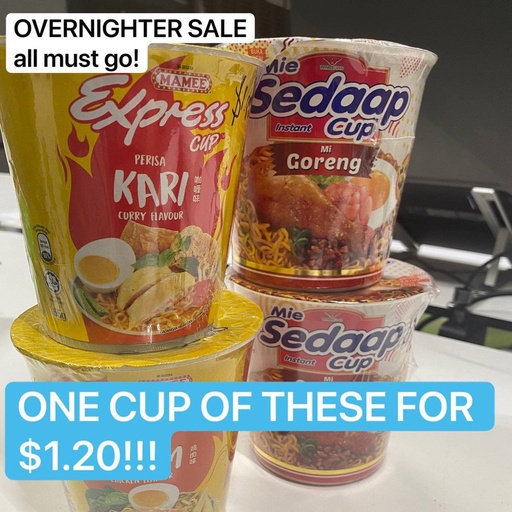 OVERNIGHTER SALE
all must go!
MAMEE
Express
CUP
PERISA
KARI
CURRY FLAVOUR
Mie
Sedaap
Instant Cup
Mi
Goreng
Mie
Sedaap
Instant Cup
Mi
ONE CUP OF THESE FOR
$1.20!!!